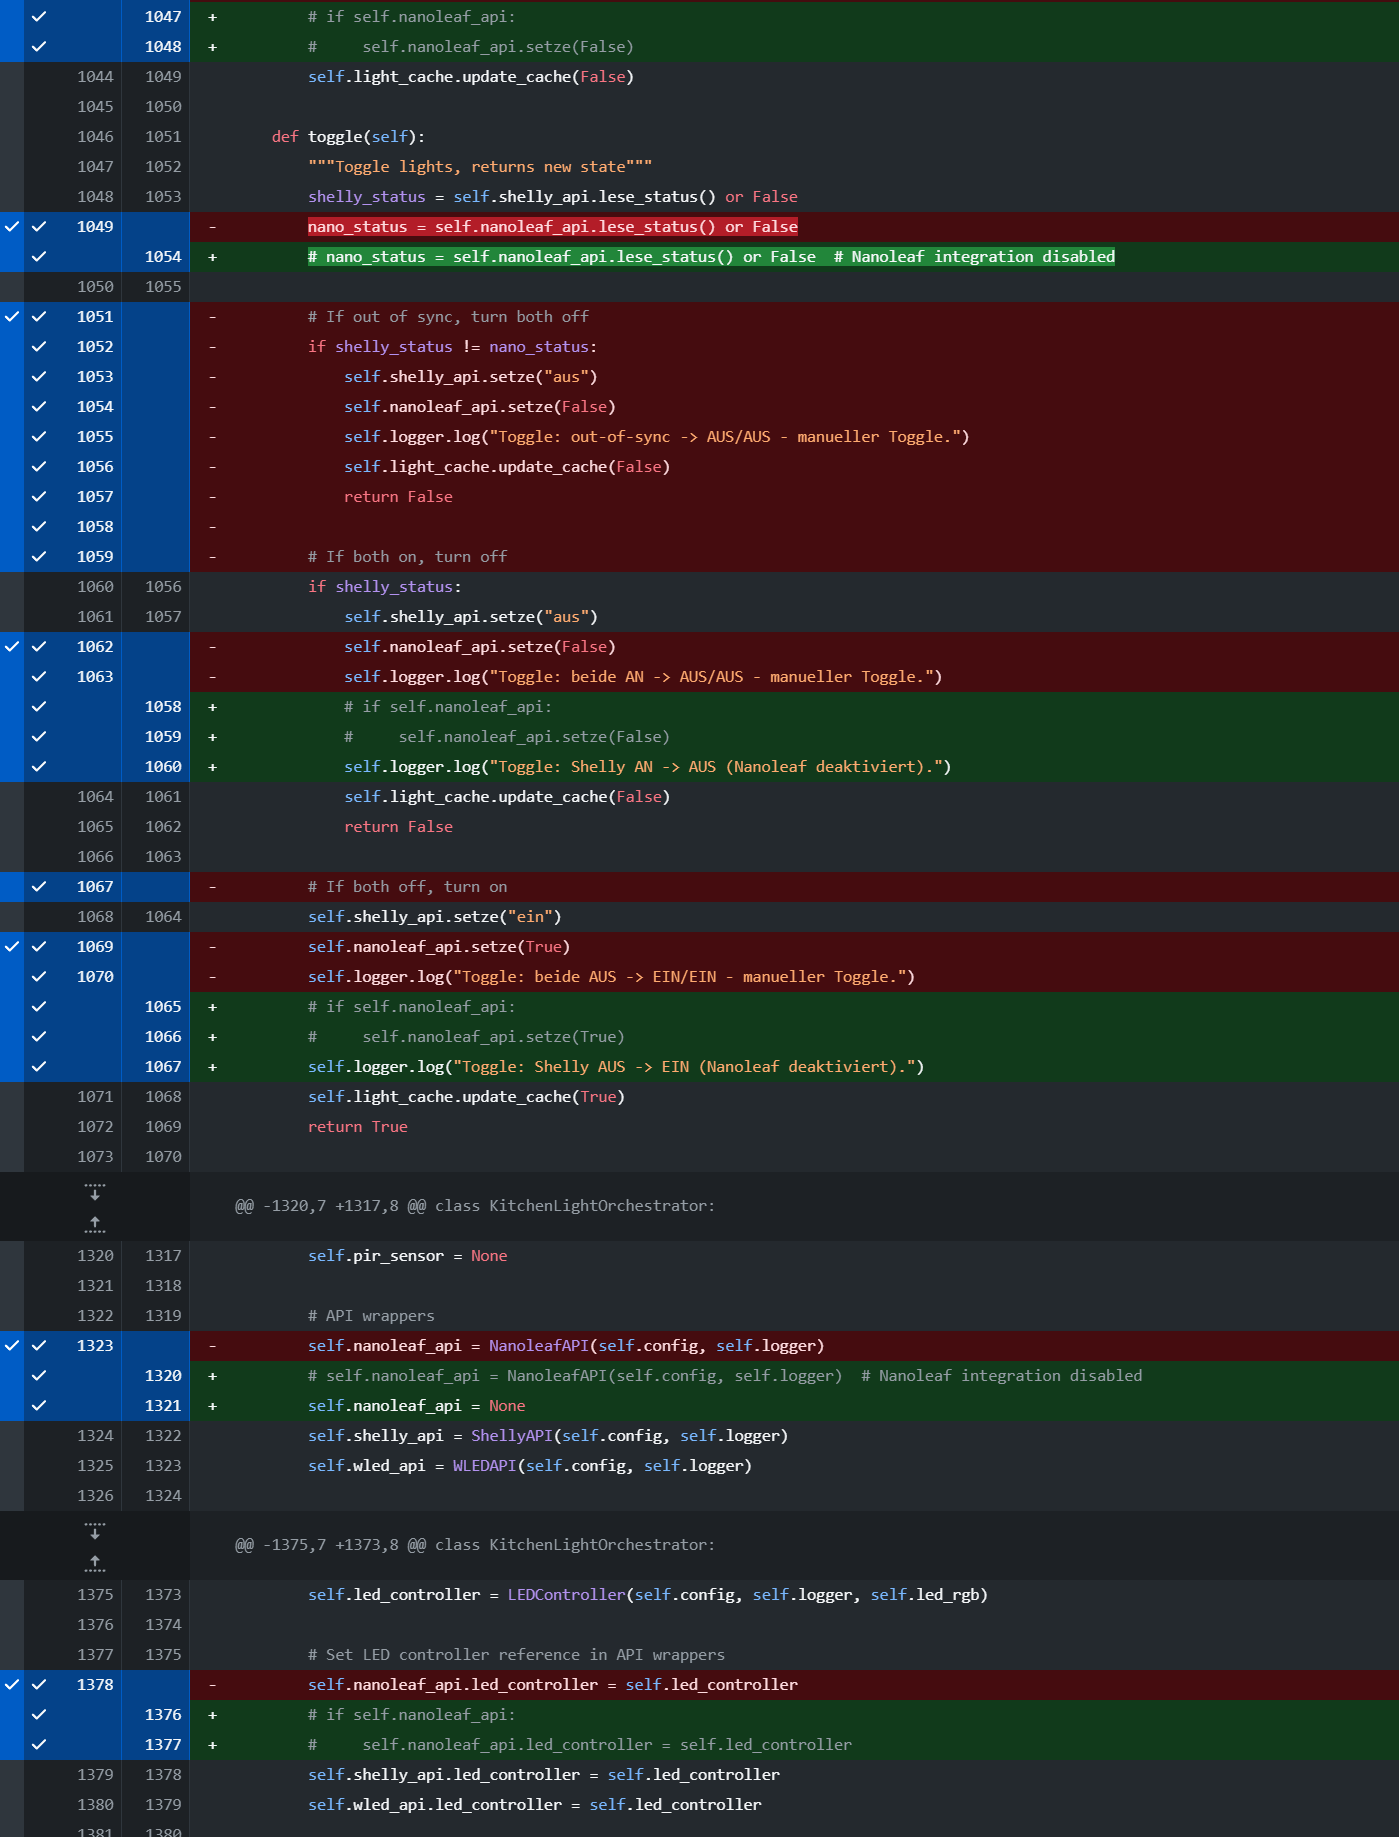 1047 + # if self.nanoleaf_api:
1048 + #     self.nanoleaf_api.setze(False)
1044 1049 self.light_cache.update_cache(False)
1045 1050
1046 1051 def toggle(self):
1047 1052 """Toggle lights, returns new state"""
1048 1053 shelly_status = self.shelly_api.lese_status() or False
1049 - nano_status = self.nanoleaf_api.lese_status() or False
1054 + # nano_status = self.nanoleaf_api.lese_status() or False  # Nanoleaf integration disabled
1050 1055
1051 - # If out of sync, turn both off
1052 - if shelly_status != nano_status:
1053 - self.shelly_api.setze("aus")
1054 - self.nanoleaf_api.setze(False)
1055 - self.logger.log("Toggle: out-of-sync -> AUS/AUS - manueller Toggle.")
1056 - self.light_cache.update_cache(False)
1057 - return False
1058 -
1059 - # If both on, turn off
1060 1056 if shelly_status:
1061 1057 self.shelly_api.setze("aus")
1062 - self.nanoleaf_api.setze(False)
1063 - self.logger.log("Toggle: beide AN -> AUS/AUS - manueller Toggle.")
1058 + # if self.nanoleaf_api:
1059 + #     self.nanoleaf_api.setze(False)
1060 + self.logger.log("Toggle: Shelly AN -> AUS (Nanoleaf deaktiviert).")
1064 1061 self.light_cache.update_cache(False)
1065 1062 return False
1066 1063
1067 - # If both off, turn on
1068 1064 self.shelly_api.setze("ein")
1069 - self.nanoleaf_api.setze(True)
1070 - self.logger.log("Toggle: beide AUS -> EIN/EIN - manueller Toggle.")
1065 + # if self.nanoleaf_api:
1066 + #     self.nanoleaf_api.setze(True)
1067 + self.logger.log("Toggle: Shelly AUS -> EIN (Nanoleaf deaktiviert).")
1071 1068 self.light_cache.update_cache(True)
1072 1069 return True
1073 1070
@@ -1320,7 +1317,8 @@ class KitchenLightOrchestrator:
1320 1317 self.pir_sensor = None
1321 1318
1322 1319 # API wrappers
1323 - self.nanoleaf_api = NanoleafAPI(self.config, self.logger)
1320 + # self.nanoleaf_api = NanoleafAPI(self.config, self.logger)  # Nanoleaf integration disabled
1321 + self.nanoleaf_api = None
1324 1322 self.shelly_api = ShellyAPI(self.config, self.logger)
1325 1323 self.wled_api = WLEDAPI(self.config, self.logger)
1326 1324
@@ -1375,7 +1373,8 @@ class KitchenLightOrchestrator:
1375 1373 self.led_controller = LEDController(self.config, self.logger, self.led_rgb)
1376 1374
1377 1375 # Set LED controller reference in API wrappers
1378 - self.nanoleaf_api.led_controller = self.led_controller
1376 + # if self.nanoleaf_api:
1377 + #     self.nanoleaf_api.led_controller = self.led_controller
1379 1378 self.shelly_api.led_controller = self.led_controller
1380 1379 self.wled_api.led_controller = self.led_controller
1381 1380